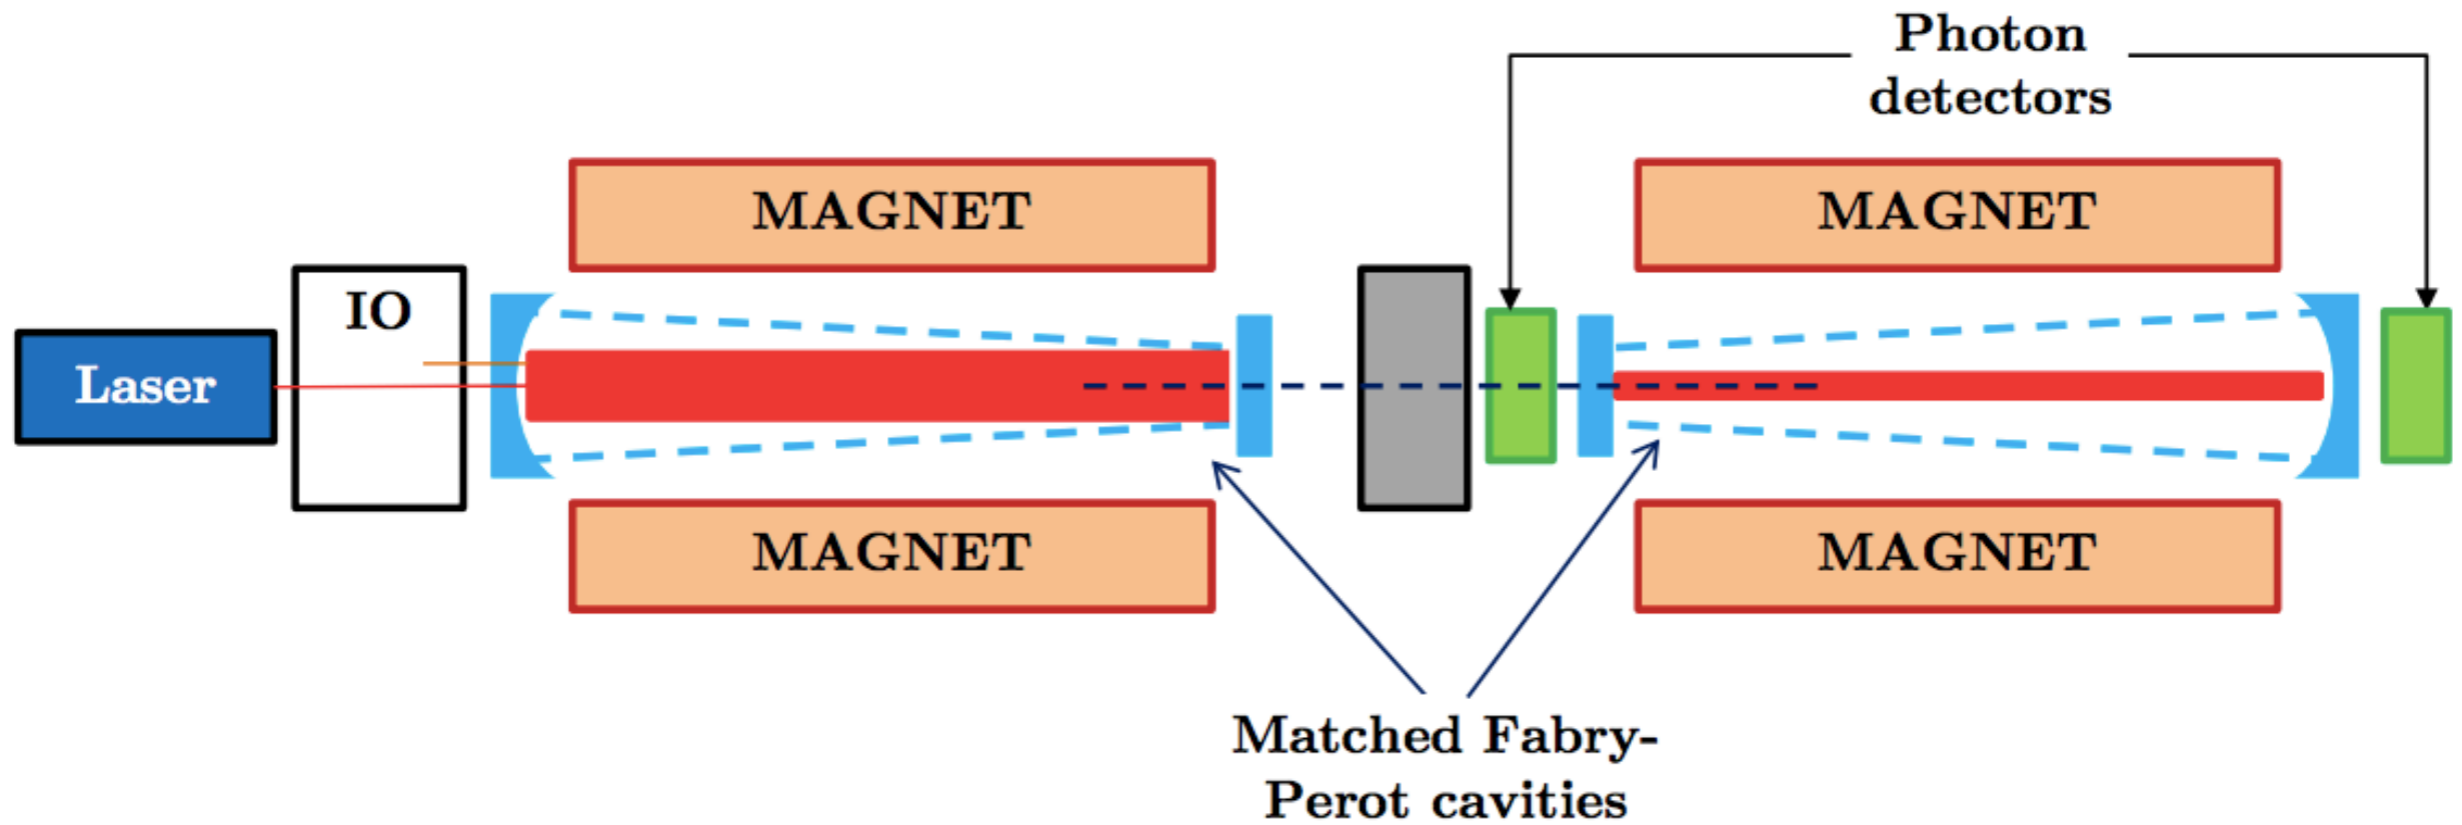 Photon
detectors
MAGNET
MAGNET
IO
Laser
MAGNET
MAGNET
Matched Fabry-
Perot cavities